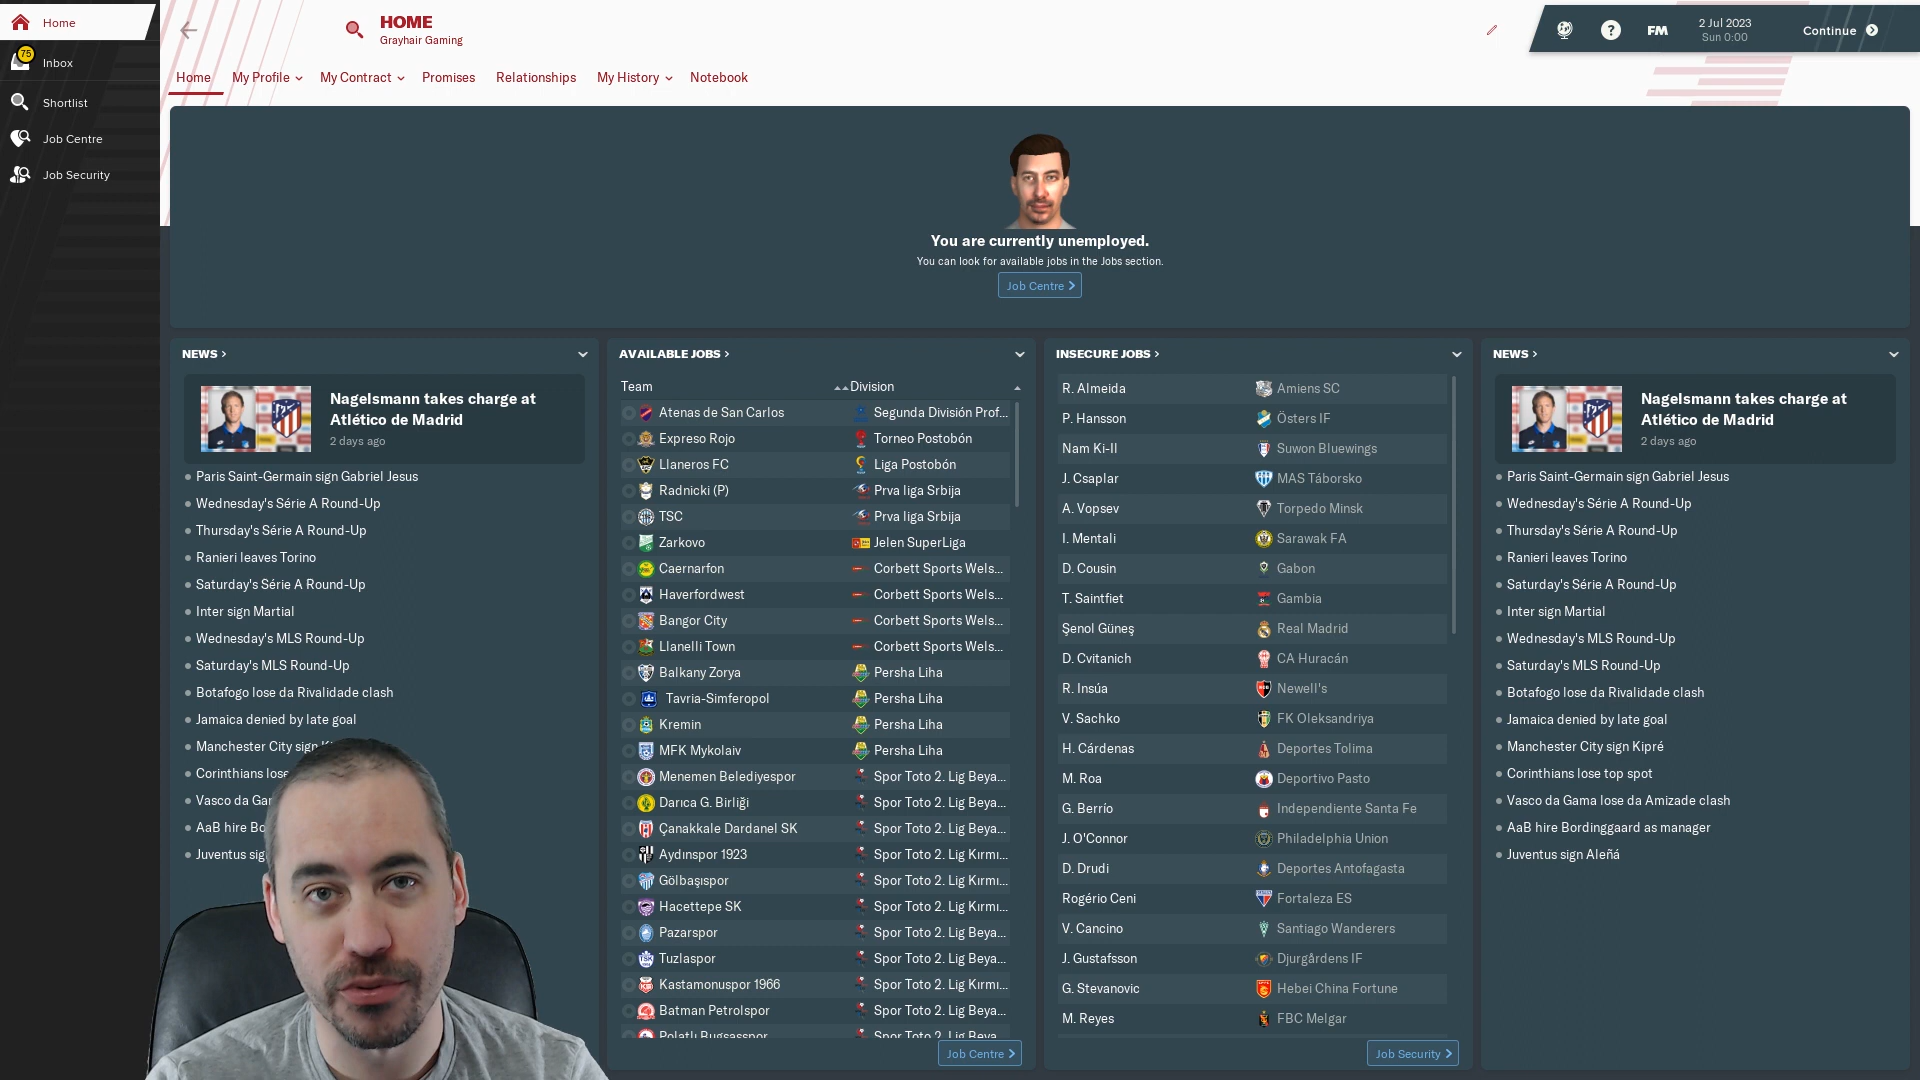 Home
75
Inbox
Shortlist
Job Centre
Job Security
HOME
Grayhair Gaming
FM
2 Jul 2023
Sun 0:00
Continue
Home
My Profile
My Contract
Promises
Relationships
My History
Notebook
You are currently unemployed.
You can look for available jobs in the Jobs section.
Job Centre
NEWS
Nagelsmann takes charge at
Atlético de Madrid
2 days ago
Paris Saint-Germain sign Gabriel Jesus
Wednesday's Série A Round-Up
Thursday's Série A Round-Up
Ranieri leaves Torino
Saturday's Série A Round-Up
Inter sign Martial
Wednesday's MLS Round-Up
Saturday's MLS Round-Up
Botafogo lose da Rivalidade clash
Jamaica denied by late goal
Manchester City sign
Corinthians lose
Vasco da
AaB hire
Juventus
AVAILABLE JOBS
Team Division
Atenas de San Carlos Segunda División Prof...
Expreso Rojo Torneo Postobón
Llaneros FC Liga Postobón
Radnicki (P) Prva liga Srbija
TSC Prva liga Srbija
Zarkovo Jelen SuperLiga
Caernarfon Corbett Sports Wels...
Haverfordwest Corbett Sports Wels...
Bangor City Corbett Sports Wels...
Llanelli Town Corbett Sports Wels...
Balkany Zorya Persha Liha
Tavria-Simferopol Persha Liha
Kremin Persha Liha
MFK Mykolaiv Persha Liha
Menemen Belediyespor Spor Toto 2. Lig Beya...
Darıca G. Birliği Spor Toto 2. Lig Beya...
Çanakkale Dardanel SK Spor Toto 2. Lig Beya...
Aydınspor 1923 Spor Toto 2. Lig Kırmı...
Gölbaşıspor Spor Toto 2. Lig Kırmı...
Hacettepe SK Spor Toto 2. Lig Kırmı...
Pazarspor Spor Toto 2. Lig Beya...
Tuzlaspor Spor Toto 2. Lig Beya...
Kastamonuspor 1966 Spor Toto 2. Lig Kırmı...
Batman Petrolspor Spor Toto 2. Lig Beya...
Polatlı Bugsasspor Spor Toto 2. Lig Beya...
Job Centre
INSECURE JOBS
R. Almeida Amiens SC
P. Hansson Östers IF
Nam Ki-Il Suwon Bluewings
J. Csaplar MAS Táborsko
A. Vopsev Torpedo Minsk
I. Mentali Sarawak FA
D. Cousin Gabon
T. Saintfiet Gambia
Şenol Güneş Real Madrid
D. Cvitanich CA Huracán
R. Insúa Newell's
V. Sachko FK Oleksandriya
H. Cárdenas Deportes Tolima
M. Roa Deportivo Pasto
G. Berrío Independiente Santa Fe
J. O'Connor Philadelphia Union
D. Drudi Deportes Antofagasta
Rogério Ceni Fortaleza ES
V. Cancino Santiago Wanderers
J. Gustafsson Djurgårdens IF
G. Stevanovic Hebei China Fortune
M. Reyes FBC Melgar
Job Security
NEWS
Nagelsmann takes charge at
Atlético de Madrid
2 days ago
Paris Saint-Germain sign Gabriel Jesus
Wednesday's Série A Round-Up
Thursday's Série A Round-Up
Ranieri leaves Torino
Saturday's Série A Round-Up
Inter sign Martial
Wednesday's MLS Round-Up
Saturday's MLS Round-Up
Botafogo lose da Rivalidade clash
Jamaica denied by late goal
Manchester City sign Kipré
Corinthians lose top spot
Vasco da Gama lose da Amizade clash
AaB hire Bordinggaard as manager
Juventus sign Aleñá